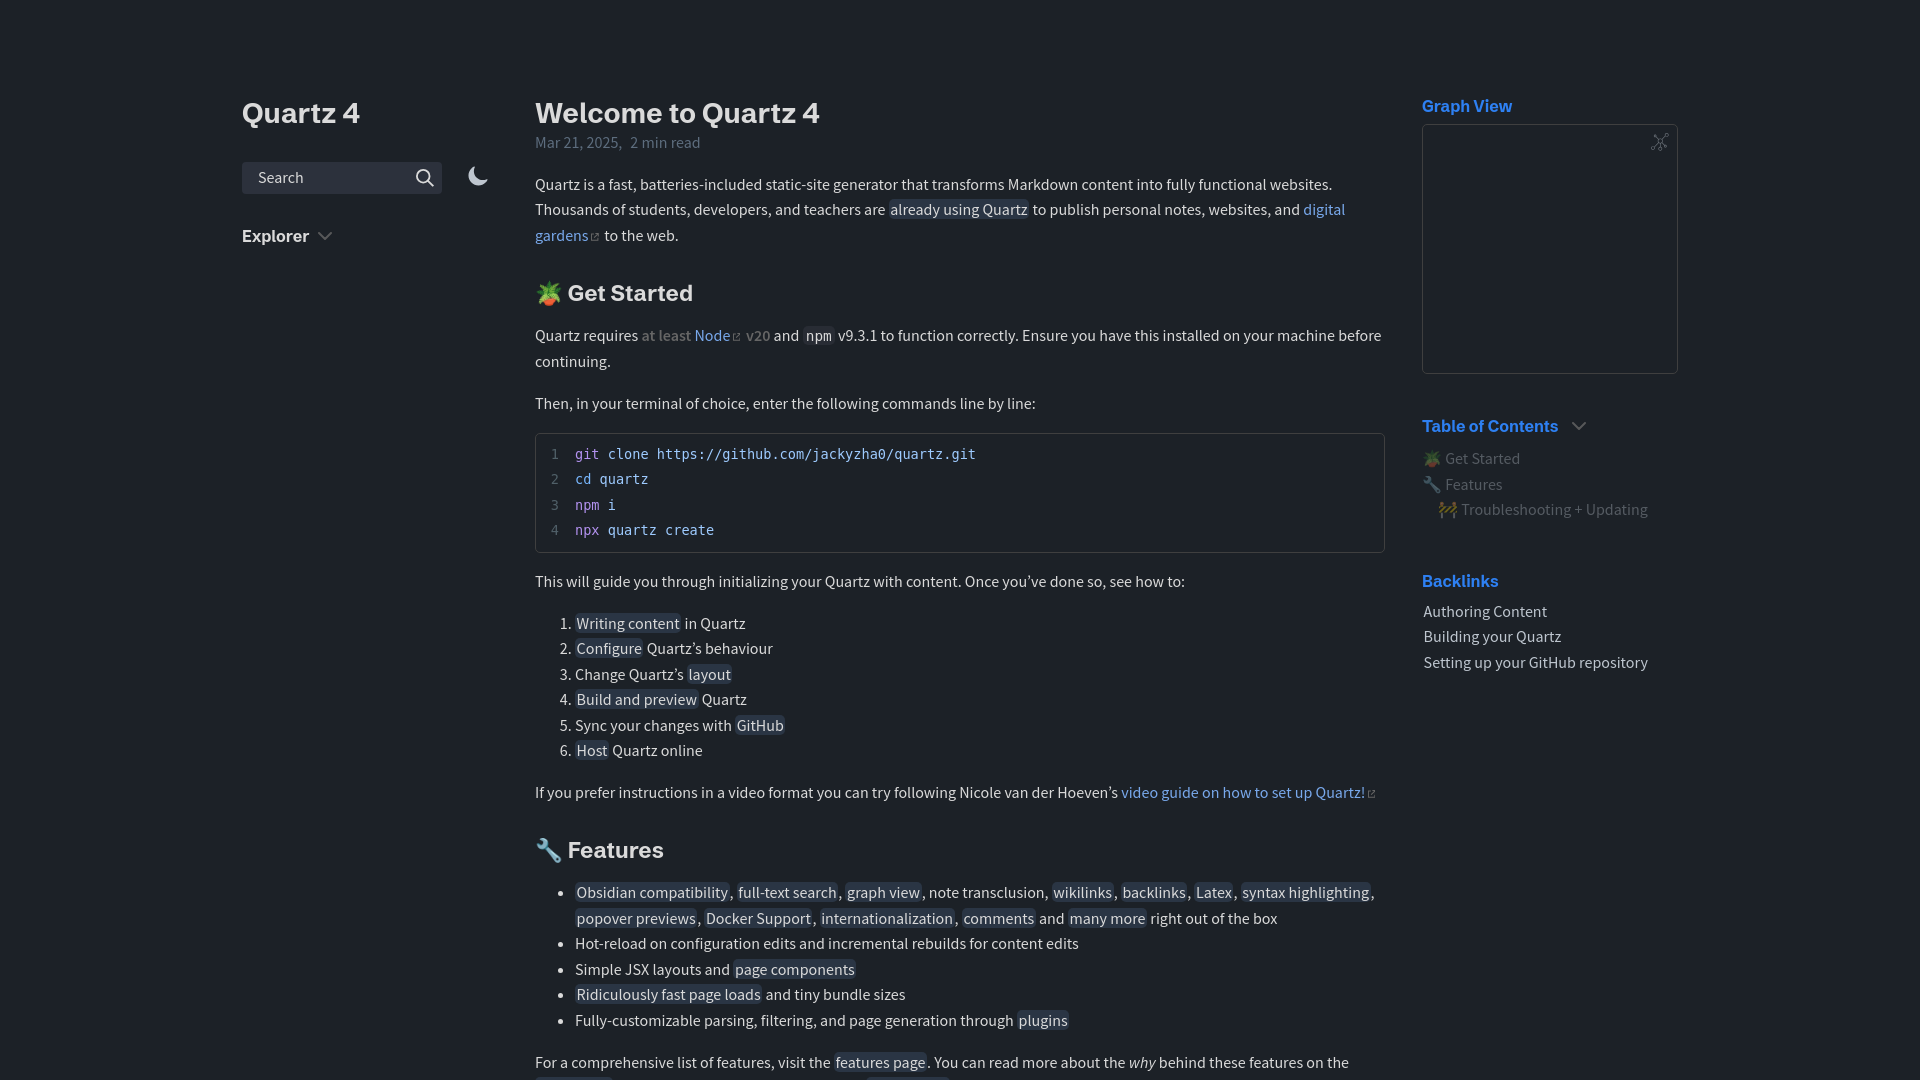 Quartz 4
Search
Explorer
Welcome to Quartz 4
Mar 21, 2025, 2 min read
Quartz is a fast, batteries-included static-site generator that transforms Markdown content into fully functional websites.
Thousands of students, developers, and teachers are already using Quartz to publish personal notes, websites, and digital
gardens to the web.
🪴 Get Started
Quartz requires at least Node v20 and npm v9.3.1 to function correctly. Ensure you have this installed on your machine before
continuing.
Then, in your terminal of choice, enter the following commands line by line:
1 git clone https://github.com/jackyzha0/quartz.git
2 cd quartz
3 npm i
4 npx quartz create
This will guide you through initializing your Quartz with content. Once you’ve done so, see how to:
1. Writing content in Quartz
2. Configure Quartz’s behaviour
3. Change Quartz’s layout
4. Build and preview Quartz
5. Sync your changes with GitHub
6. Host Quartz online
If you prefer instructions in a video format you can try following Nicole van der Hoeven’s video guide on how to set up Quartz!
🔧 Features
• Obsidian compatibility, full-text search, graph view, note transclusion, wikilinks, backlinks, Latex, syntax highlighting,
popover previews, Docker Support, internationalization, comments and many more right out of the box
• Hot-reload on configuration edits and incremental rebuilds for content edits
• Simple JSX layouts and page components
• Ridiculously fast page loads and tiny bundle sizes
• Fully-customizable parsing, filtering, and page generation through plugins
For a comprehensive list of features, visit the features page. You can read more about the why behind these features on the
Graph View
Table of Contents
🪴 Get Started
🔧 Features
🚧 Troubleshooting + Updating
Backlinks
Authoring Content
Building your Quartz
Setting up your GitHub repository